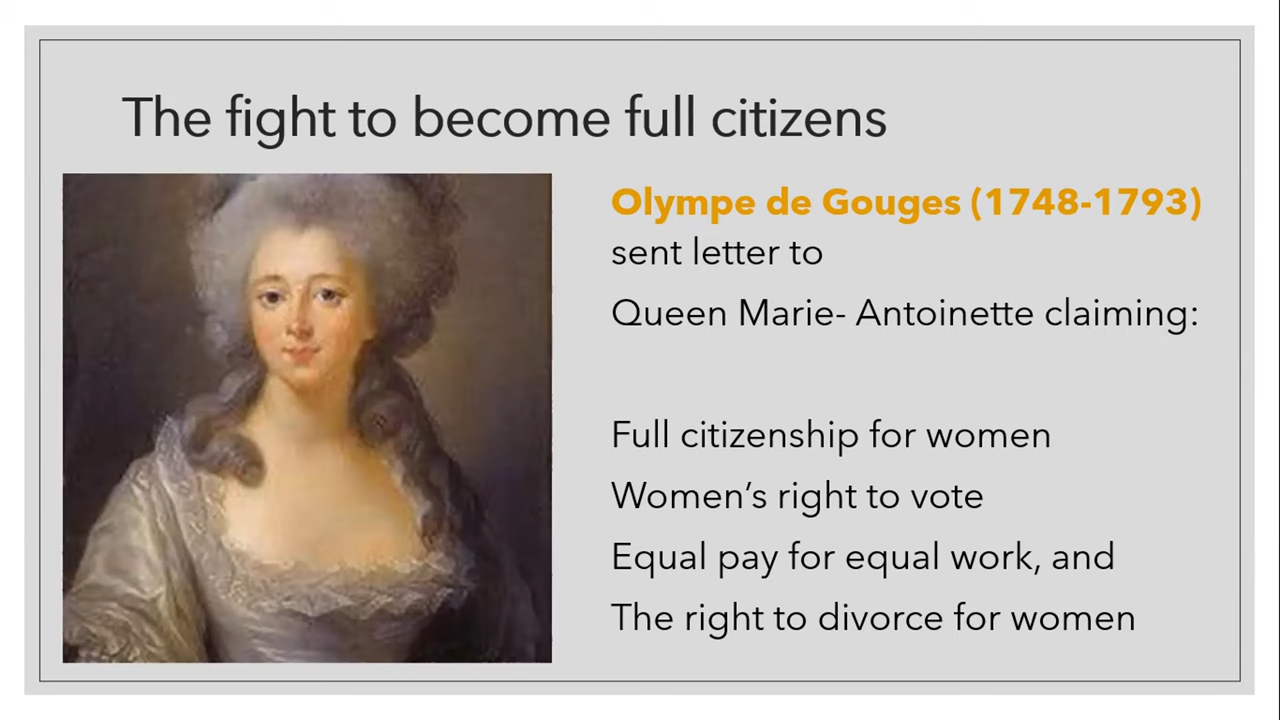 The fight to become full citizens
Olympe de Gouges (1748-1793)
sent letter to
Queen Marie- Antoinette claiming:
Full citizenship for women
Women’s right to vote
Equal pay for equal work, and
The right to divorce for women